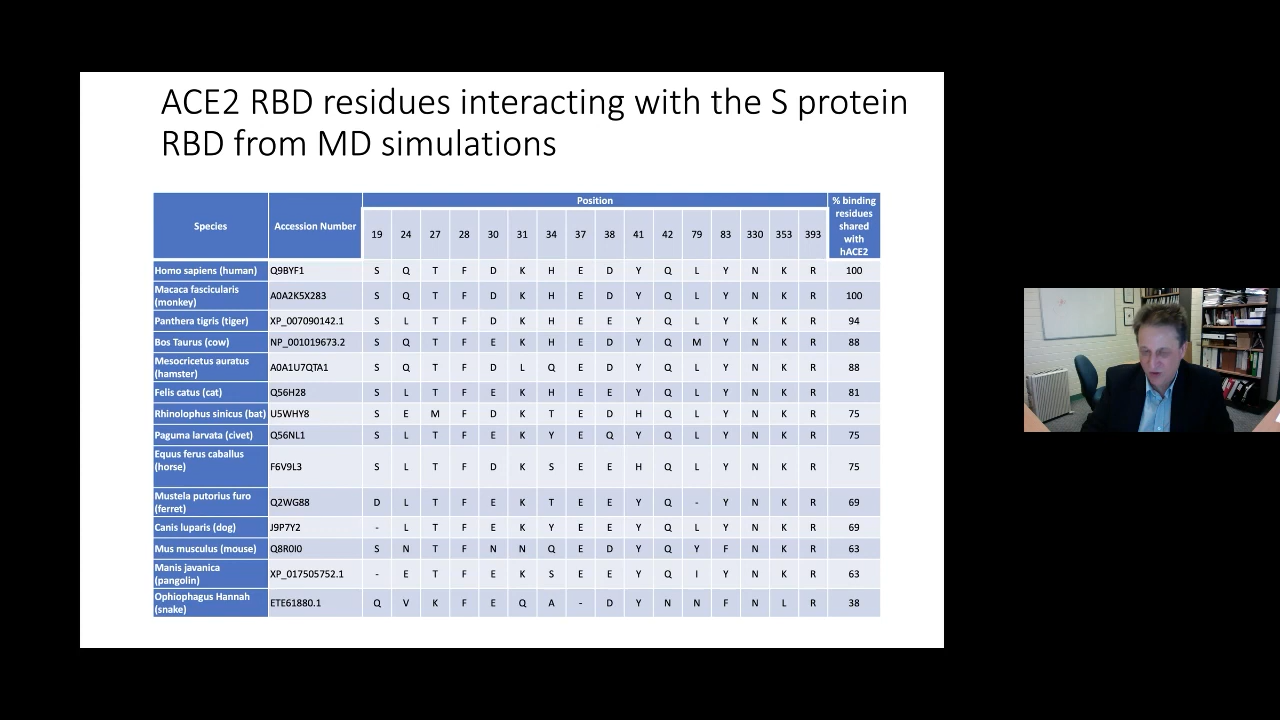 ACE2 RBD residues interacting with the S protein
RBD from MD simulations
Species Accession Number Position % binding residues shared with hACE2
19 24 27 28 30 31 34 37 38 41 42 79 83 330 353 393
Homo sapiens (human) Q9BYF1 S Q T F D K H E D Y Q L Y N K R 100
Macaca fascicularis (monkey) A0A2K5X283 S Q T F D K H E D Y Q L Y N K R 100
Panthera tigris (tiger) XP_007090142.1 S L T F D K H E E Y Q L Y K K R 94
Bos Taurus (cow) NP_001019673.2 S Q T F E K H E D Y Q M Y N K R 88
Mesocricetus auratus (hamster) A0A1U7QTA1 S Q T F D L Q E D Y Q L Y N K R 88
Felis catus (cat) Q56H28 S L T F E K H E E Y Q L Y N K R 81
Rhinolophus sinicus (bat) U5WHY8 S E M F D K T E D H Q L Y N K R 75
Paguma larvata (civet) Q56NL1 S L T F E K Y E Q Y Q L Y N K R 75
Equus ferus caballus (horse) F6V9L3 S L T F D K S E E H Q L Y N K R 75
Mustela putorius furo (ferret) Q2WG88 D L T F E K T E E Y Q - Y N K R 69
Canis luparis (dog) J9P7Y2 - L T F E K Y E E Y Q L Y N K R 69
Mus musculus (mouse) Q8R0I0 S N T F N N Q E D Y Q Y F N K R 63
Manis javanica (pangolin) XP_017505752.1 - E T F E K S E E Y Q I Y N K R 63
Ophiophagus Hannah (snake) ETE61880.1 Q V K F E Q A - D Y N N F N L R 38